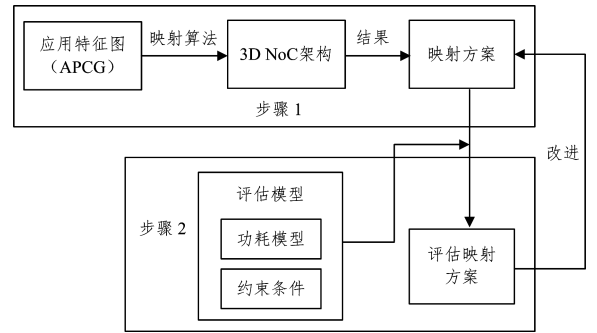 应用特征图
（APCG）
映射算法
3D NoC架构
结果
映射方案
步骤 1
改进
评估模型
步骤 2
功耗模型
约束条件
评估映射
方案